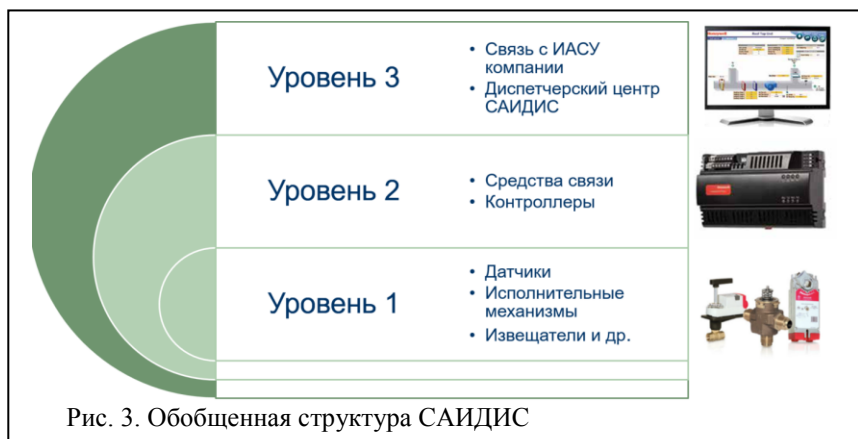 Уровень 3
• Связь с ИАСУ
компании
• Диспетчерский центр
САИДИС
Уровень 2
• Средства связи
• Контроллеры
Уровень 1
• Датчики
• Исполнительные
механизмы
• Извещатели и др.
Рис. 3. Обобщенная структура САИДИС